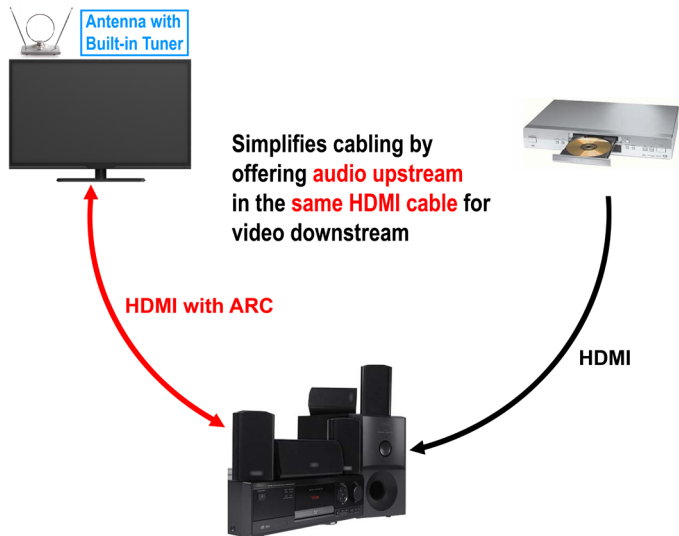 Antenna with
Built-in Tuner
Simplifies cabling by
offering audio upstream
in the same HDMI cable for
video downstream
HDMI with ARC
HDMI